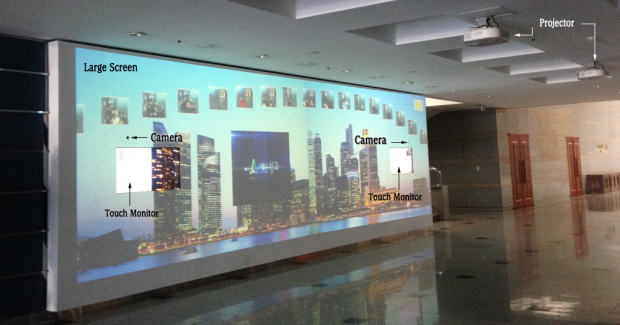 Projector
Large Screen
Camera
Camera
Touch Monitor
Touch Monitor